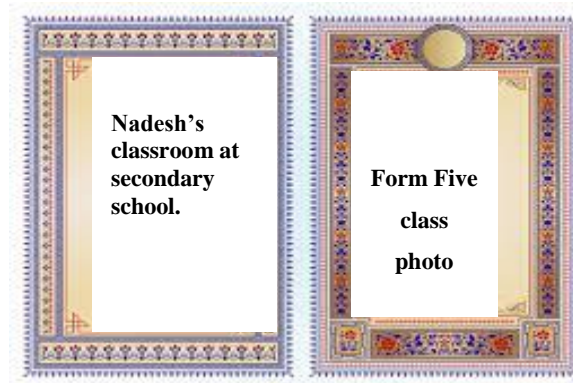 Nadesh’s
classroom at
secondary
school.
Form Five
class
photo